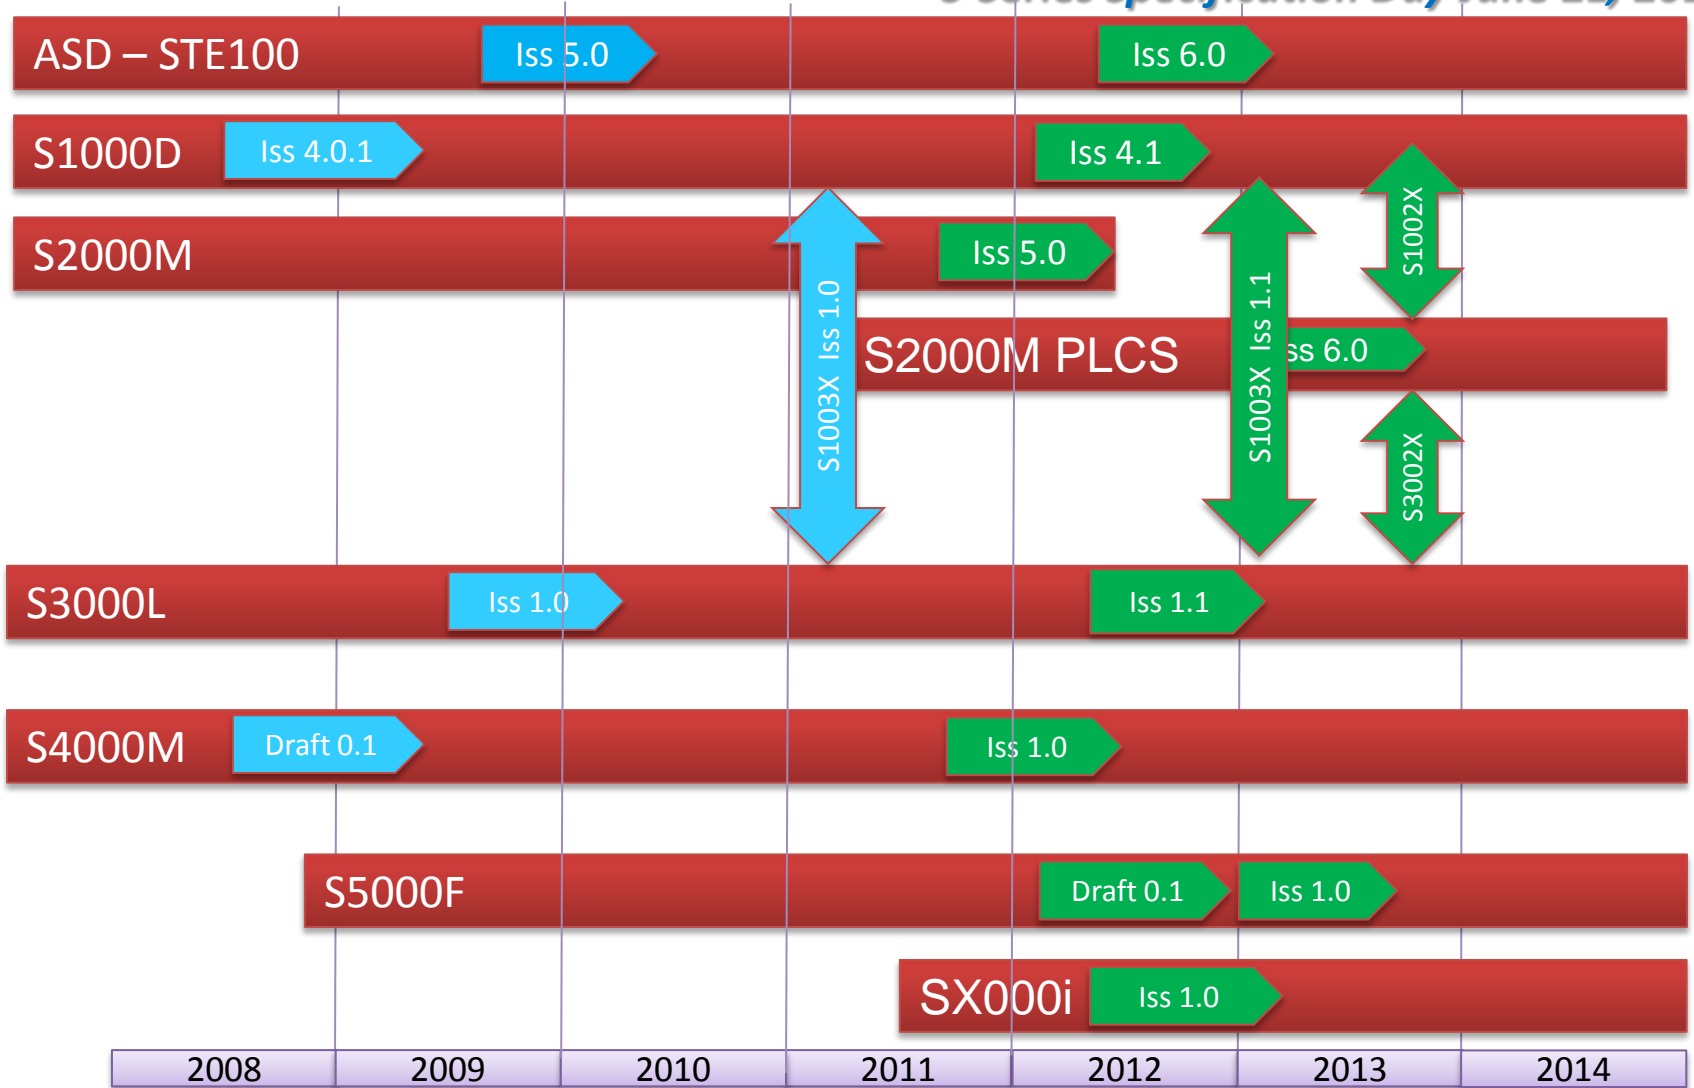 ASD – STE100
Iss 5.0
Iss 6.0
S1000D
Iss 4.0.1
Iss 4.1
S1002X
S2000M
Iss 5.0
S1003X Iss 1.0
S1003X Iss 1.1
S2000M PLCS
ss 6.0
S3002X
S3000L
Iss 1.0
Iss 1.1
S4000M
Draft 0.1
Iss 1.0
S5000F
Draft 0.1
Iss 1.0
SX000i
Iss 1.0
2008 2009 2010 2011 2012 2013 2014